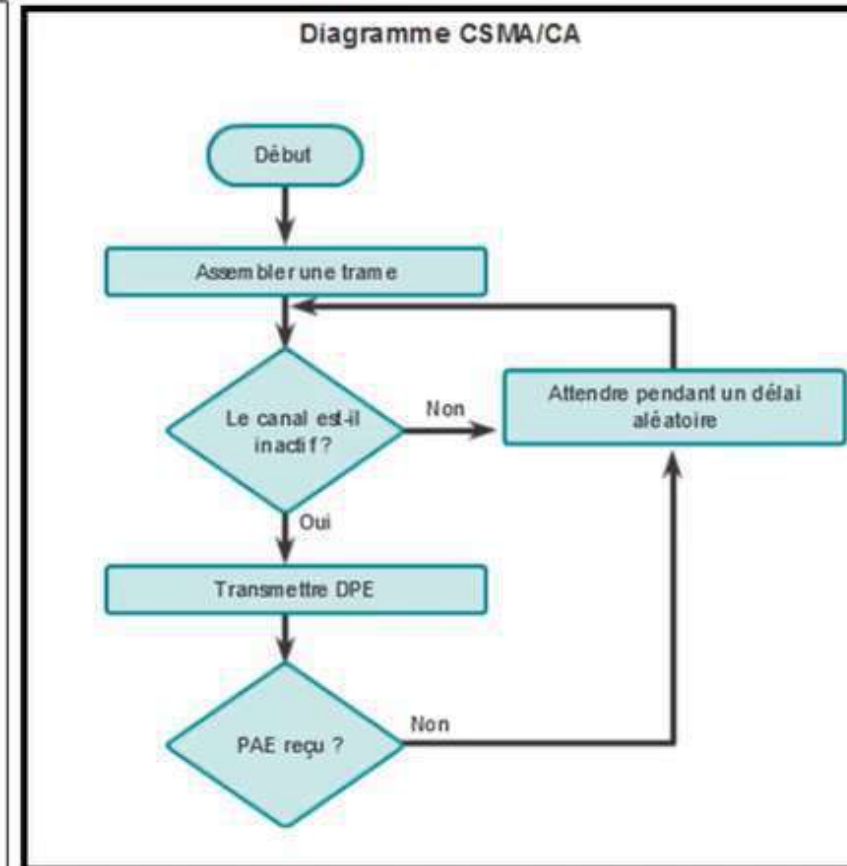 Diagramme CSMA/CA
Début
Assembler une trame
Le canal est-il
inactif ?
Non
Attendre pendant un délai
aléatoire
Oui
Transmettre DPE
PAE reçu ?
Non